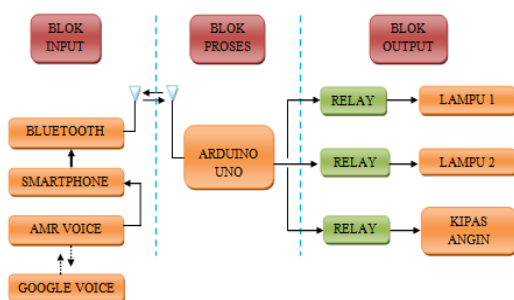 BLOK
INPUT
BLOK
PROSES
BLOK
OUTPUT
BLUETOOTH
SMARTPHONE
AMR VOICE
GOOGLE VOICE
ARDUINO
UNO
RELAY
LAMPU 1
RELAY
LAMPU 2
RELAY
KIPAS
ANGIN